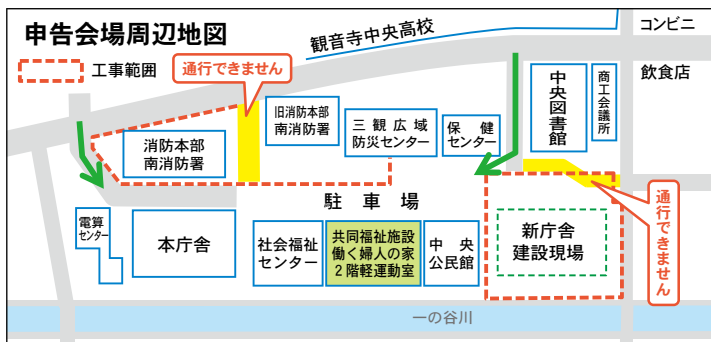 申告会場周辺地図
工事範囲
通行できません
観音寺中央高校
コンビニ
飲食店
中央図書館
商工会議所
旧消防本部
南消防署
消防本部
南消防署
三観広域
防災センター
保健
センター
駐車場
通行できません
電算
センター
本庁舎
社会福祉
センター
共同福祉施設
働く婦人の家
2階軽運動室
中央
公民館
新庁舎
建設現場
一の谷川